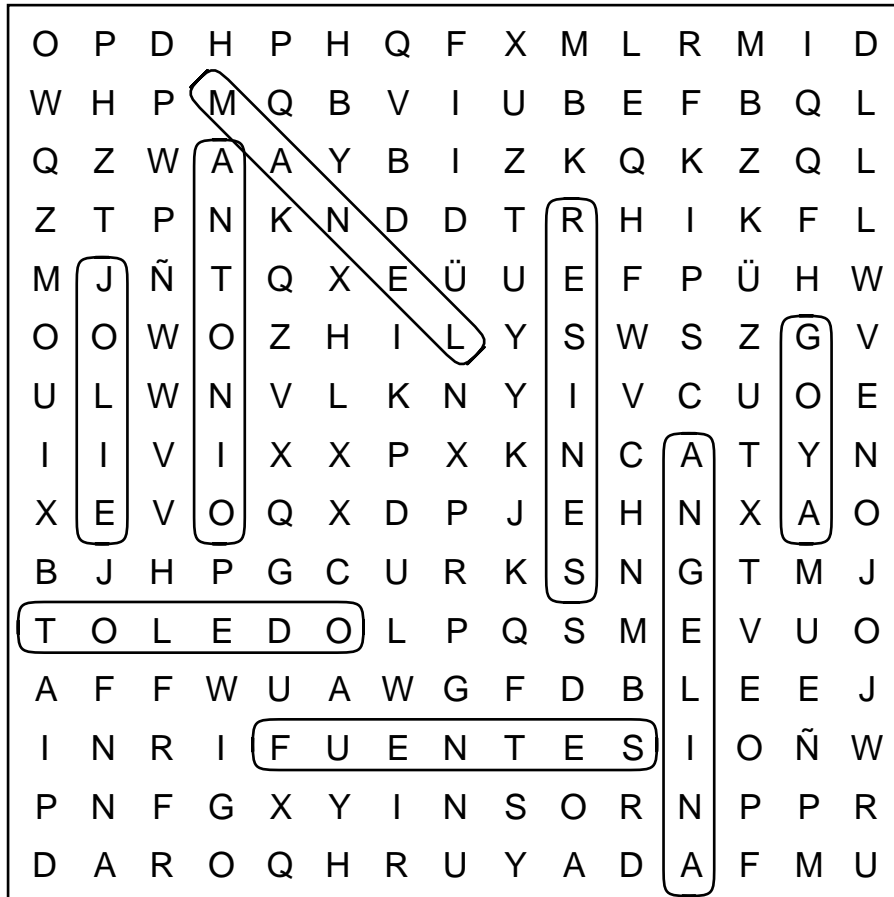 O P D H P H Q F X M L R M I D
W H P M Q B V I U B E F B Q L
Q Z W A A Y B I Z K Q K Z Q L
Z T P N K N D D T R H I K F L
M J Ñ T Q X E Ü U E F P Ü H W
O O W O Z H I L Y S W S Z G V
U L W N V L K N Y I V C U O E
I I V I X X P X K N C A T Y N
X E V O Q X D P J E H N X A O
B J H P G C U R K S N G T M J
T O L E D O L P Q S M E V U O
A F F W U A W G F D B L E E J
I N R I F U E N T E S I O Ñ W
P N F G X Y I N S O R N P P R
D A R O Q H R U Y A D A F M U